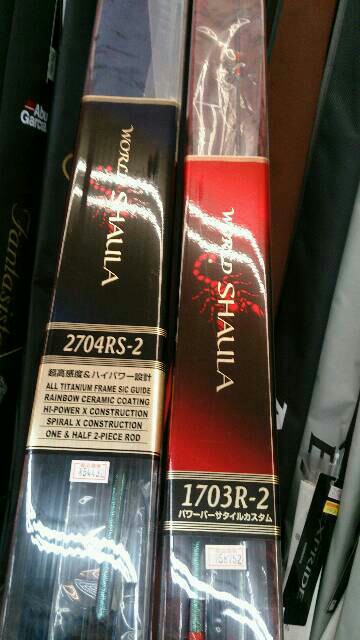 Abu
Garcia
Fantasista
WORLD SHAULA
2704RS-2
超高感度&ハイパワー設計
ALL TITANIUM FRAME SIC GUIDE
RAINBOW CERAMIC COATING
HI-POWER X CONSTRUCTION
SPIRAL X CONSTRUCTION
ONE & HALF 2-PIECE ROD
WORLD SHAULA
1703R-2
パワーバーサタイルカスタム